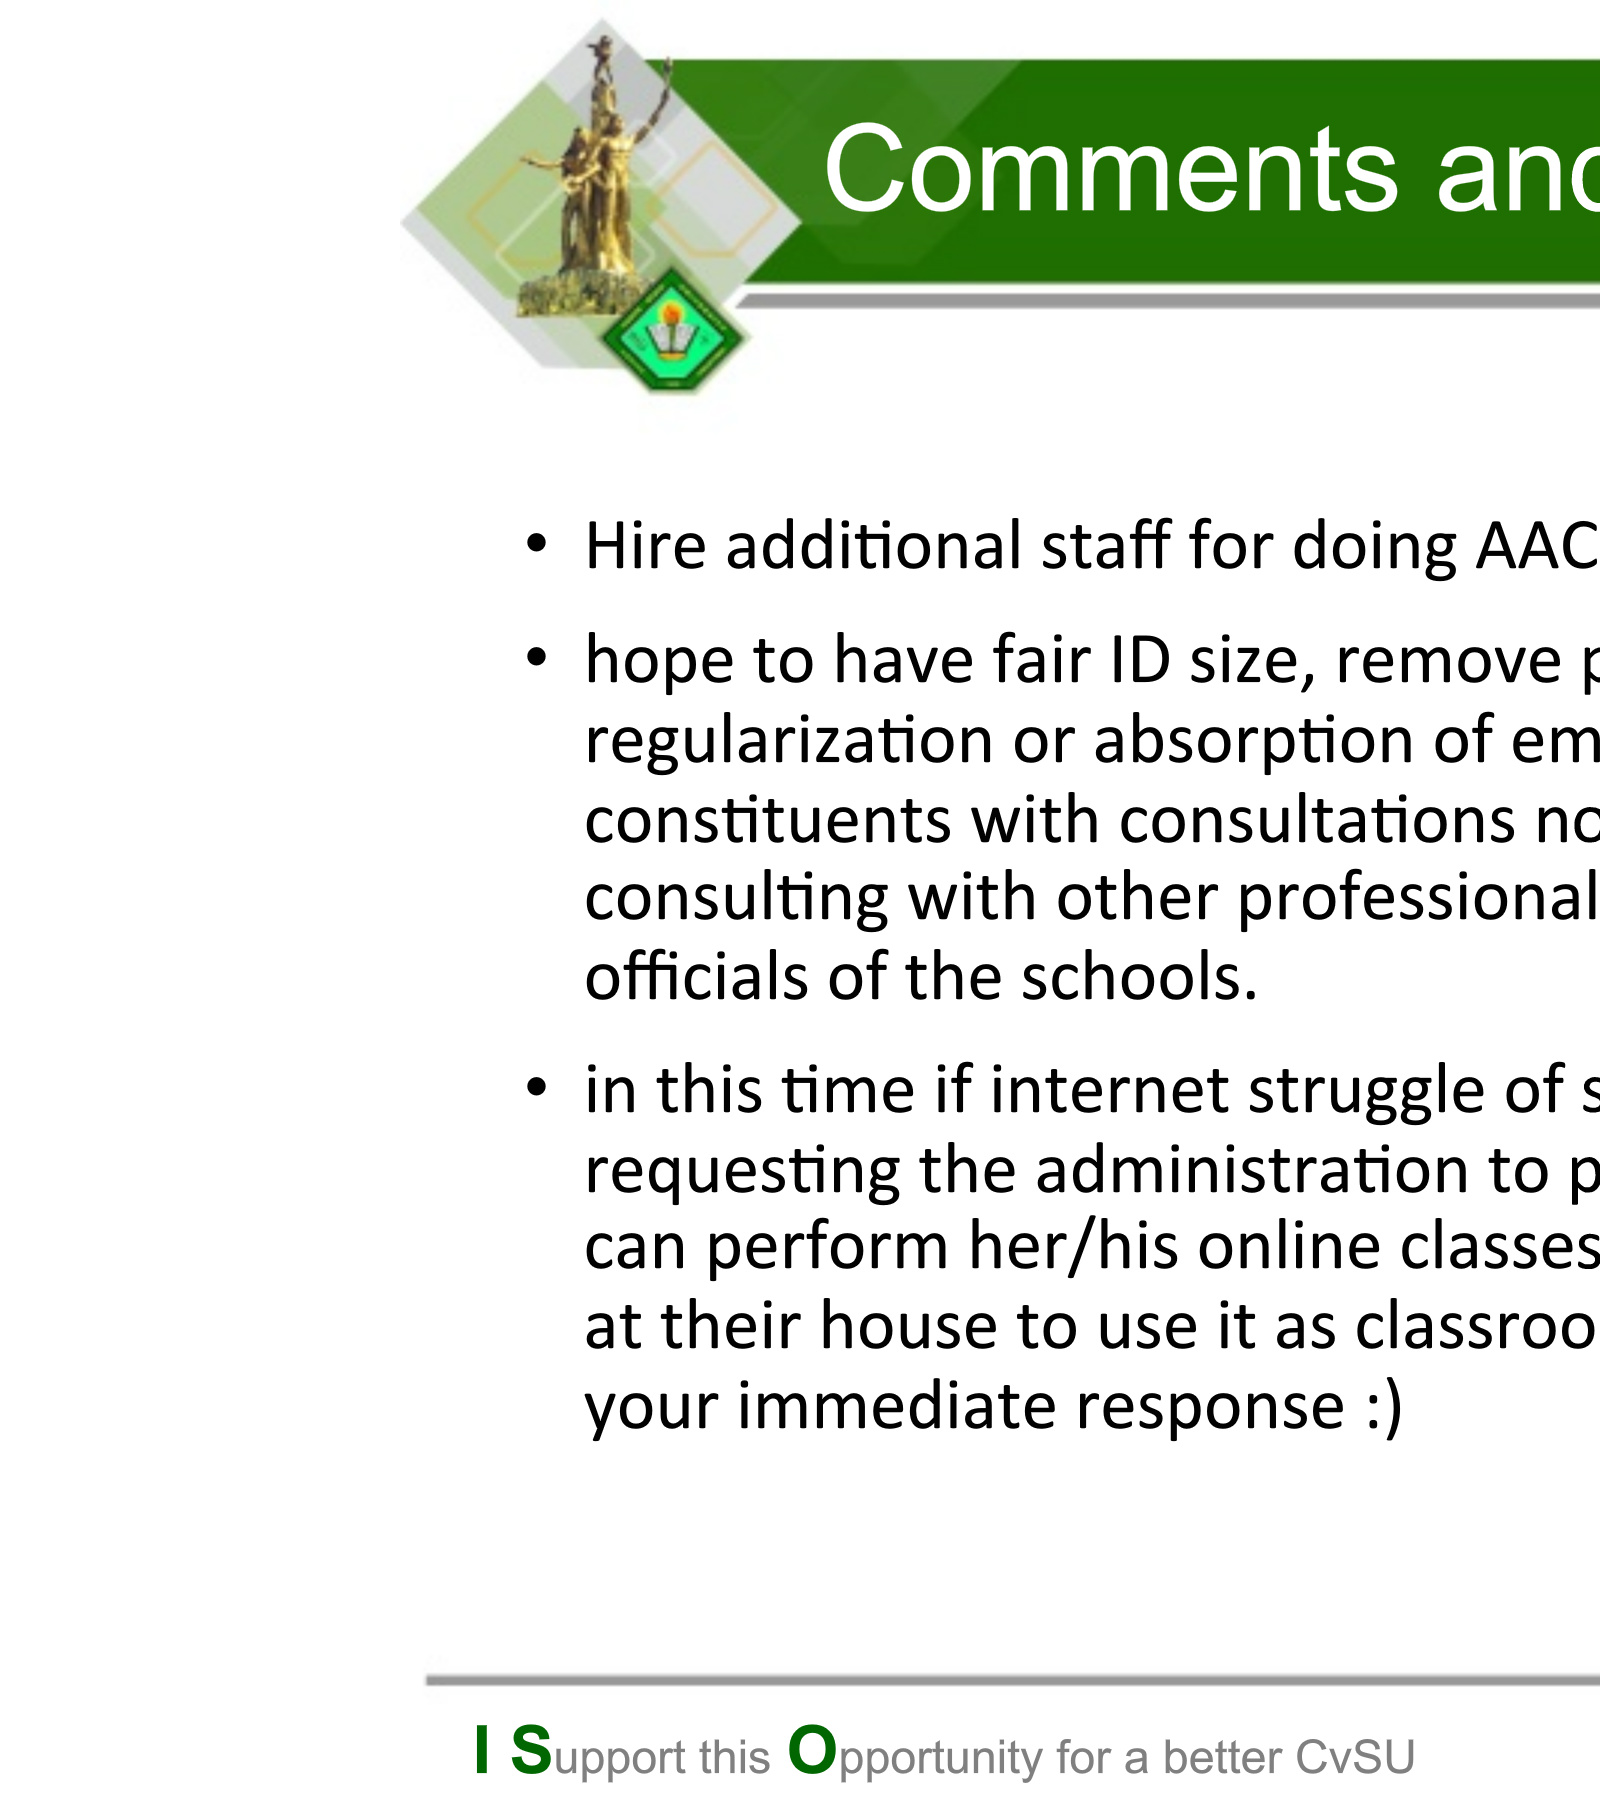 Comments and
• Hire additional staff for doing AAC
• hope to have fair ID size, remove
regularization or absorption of em
constituents with consultations no
consulting with other professional
officials of the schools.
• in this time if internet struggle of
requesting the administration to
can perform her/his online classes
at their house to use it as classroo
your immediate response :)
I Support this Opportunity for a better CvSU